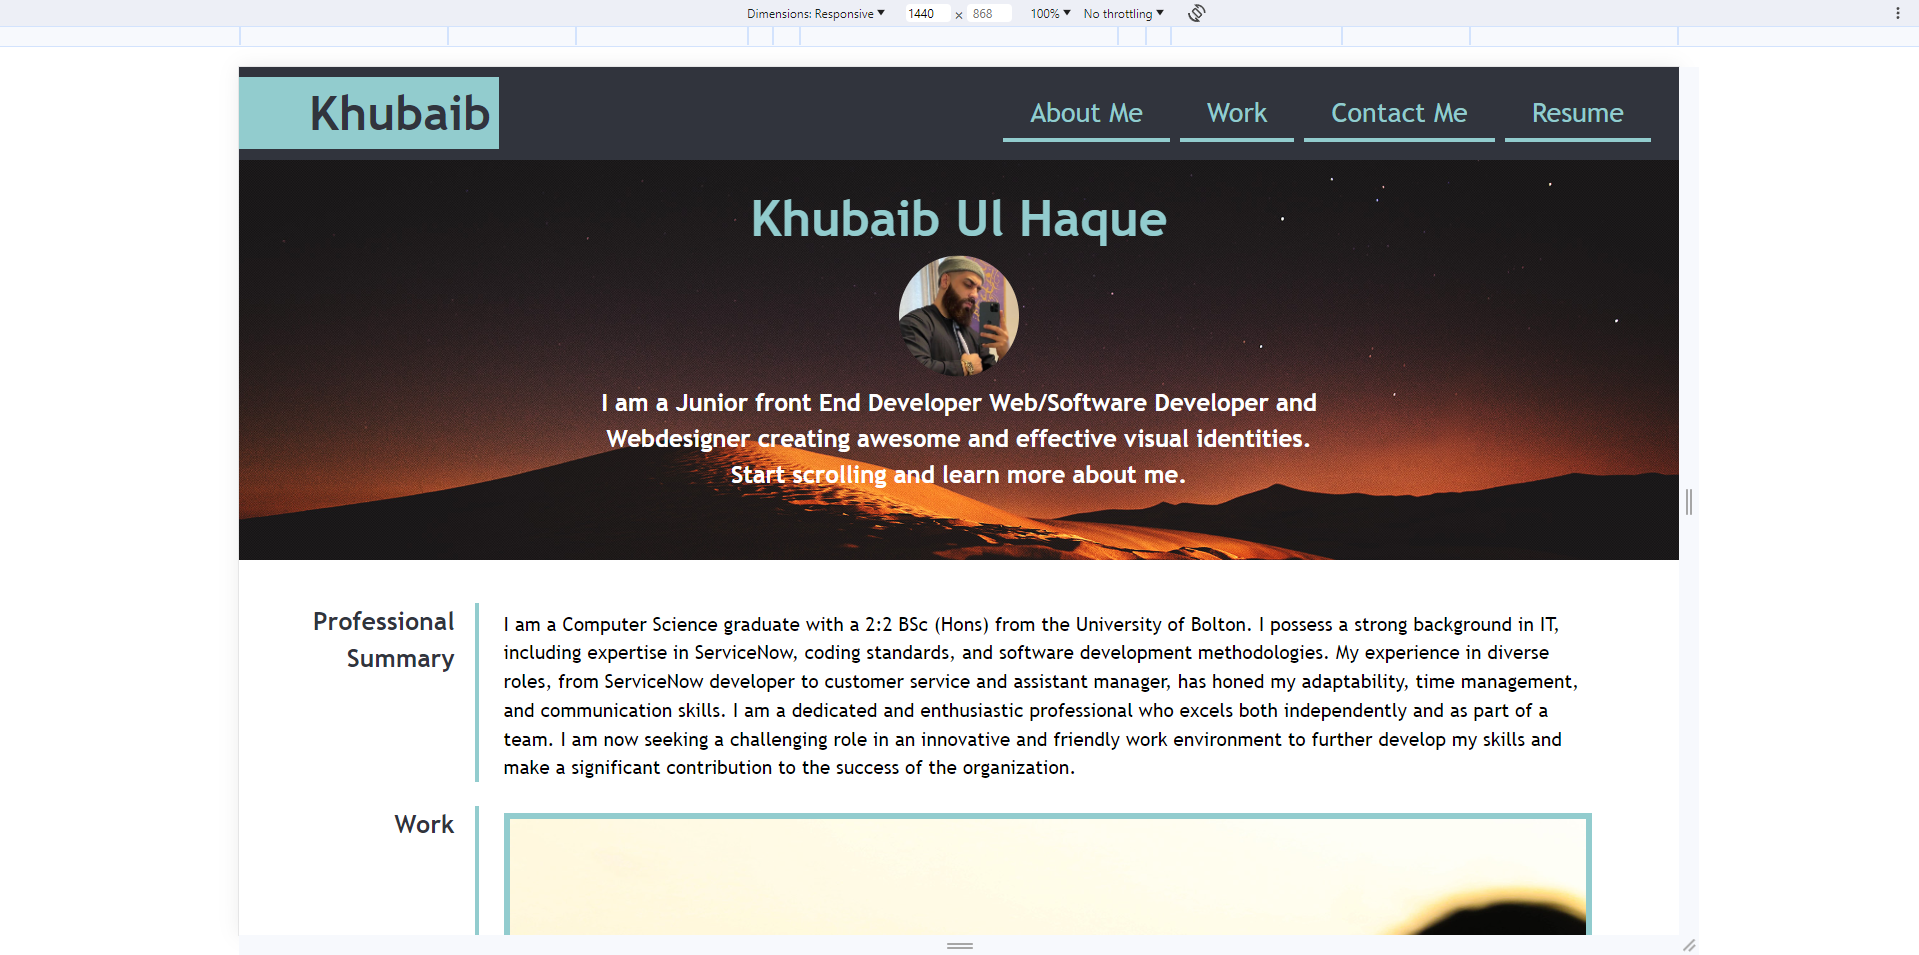 Dimensions: Responsive 1440 × 868 100% No throttling
Khubaib About Me Work Contact Me Resume
Khubaib Ul Haque
I am a Junior front End Developer Web/Software Developer and
Webdesigner creating awesome and effective visual identities.
Start scrolling and learn more about me.
Professional
Summary
I am a Computer Science graduate with a 2:2 BSc (Hons) from the University of Bolton. I possess a strong background in IT,
including expertise in ServiceNow, coding standards, and software development methodologies. My experience in diverse
roles, from ServiceNow developer to customer service and assistant manager, has honed my adaptability, time management,
and communication skills. I am a dedicated and enthusiastic professional who excels both independently and as part of a
team. I am now seeking a challenging role in an innovative and friendly work environment to further develop my skills and
make a significant contribution to the success of the organization.
Work